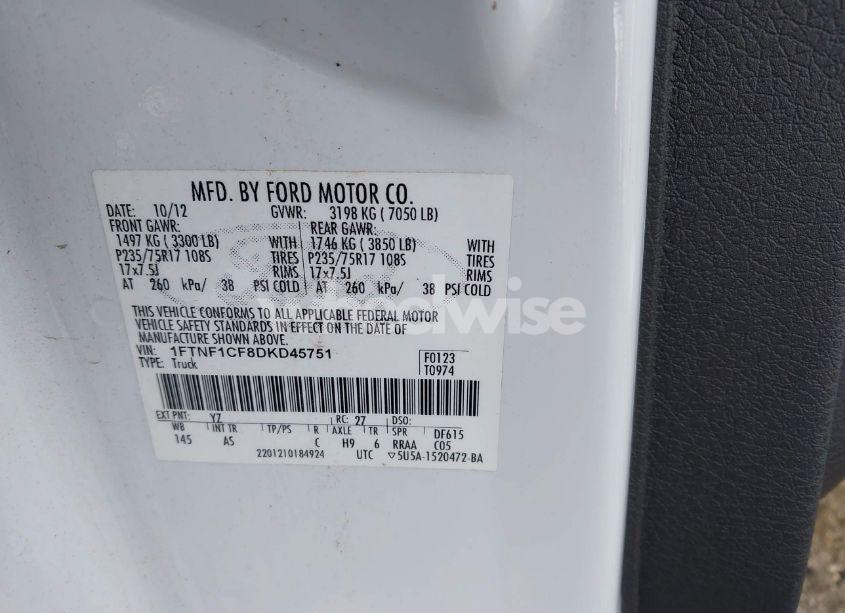 MFD. BY FORD MOTOR CO.
DATE: 10/12 GVWR: 3198 KG ( 7050 LB)
FRONT GAWR: REAR GAWR:
1497 KG ( 3300 LB) WITH 1746 KG ( 3850 LB) WITH
P235/75R17 108S TIRES P235/75R17 108S TIRES
17x7.5J RIMS 17x7.5J RIMS
AT 260 kPa/ 38 PSI COLD AT 260 kPa/ 38 PSI COLD
THIS VEHICLE CONFORMS TO ALL APPLICABLE FEDERAL MOTOR
VEHICLE SAFETY STANDARDS IN EFFECT ON THE DATE OF
MANUFACTURE SHOWN ABOVE.
VIN: 1FTNF1CF8DKD45751 F0123
TYPE: Truck T0974
EXT PNT: YZ RC: 27 DSO:
WB INT TR TP/PS R AXLE TR SPR DF615
145 AS C H9 6 RRAA C05
2201210184924 UTC ▽5U5A-1520472-BA
wheelwise